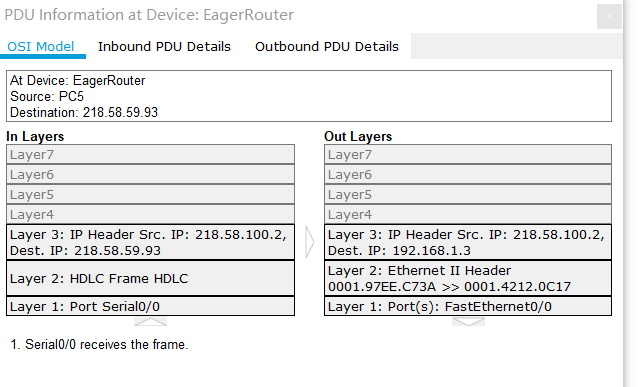 PDU Information at Device: EagerRouter
OSI Model Inbound PDU Details Outbound PDU Details
At Device: EagerRouter
Source: PC5
Destination: 218.58.59.93
In Layers
Layer7
Layer6
Layer5
Layer4
Layer 3: IP Header Src. IP: 218.58.100.2,
Dest. IP: 218.58.59.93
Layer 2: HDLC Frame HDLC
Layer 1: Port Serial0/0
Out Layers
Layer7
Layer6
Layer5
Layer4
Layer 3: IP Header Src. IP: 218.58.100.2,
Dest. IP: 192.168.1.3
Layer 2: Ethernet II Header
0001.97EE.C73A >> 0001.4212.0C17
Layer 1: Port(s): FastEthernet0/0
1. Serial0/0 receives the frame.